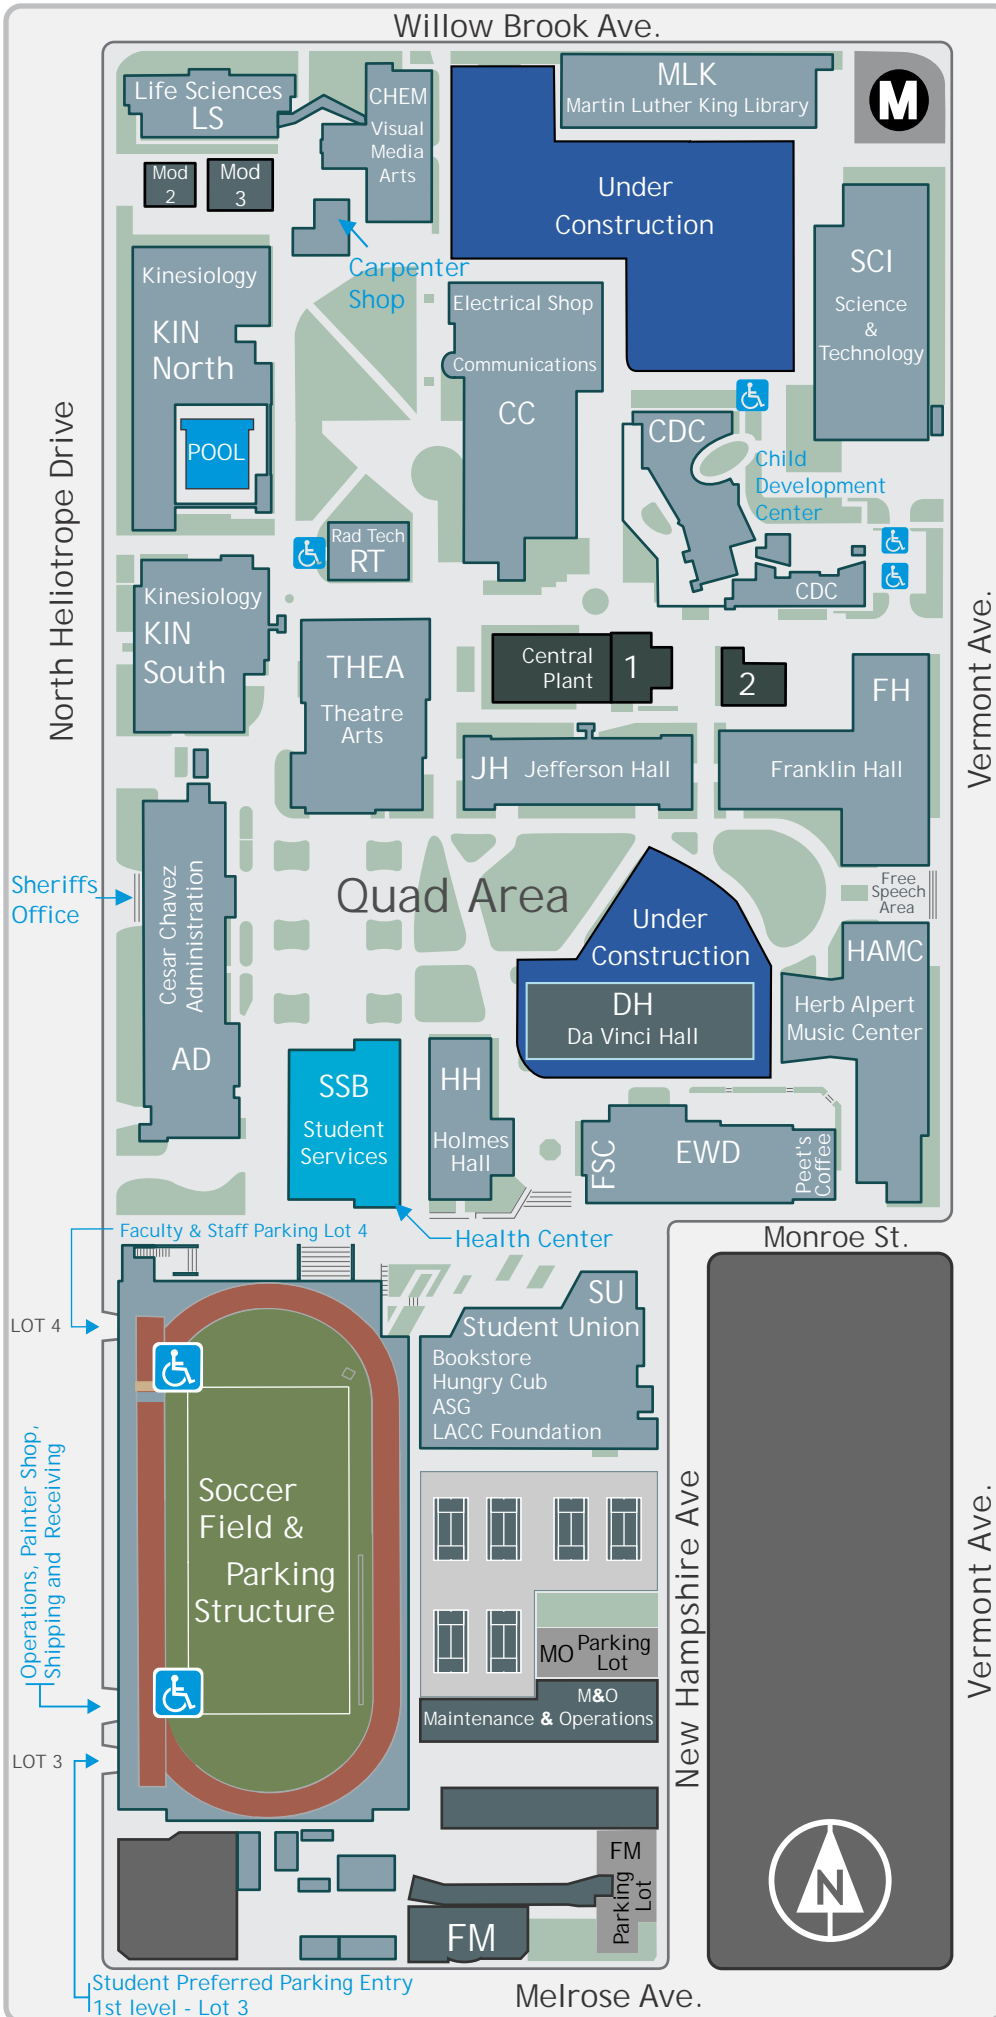 Willow Brook Ave.
Life Sciences
LS
CHEM
Visual
Media
Arts
MLK
Martin Luther King Library
M
Mod
2
Mod
3
Under
Construction
Carpenter
Shop
Kinesiology
KIN
North
POOL
Electrical Shop
Communications
CC
SCI
Science
&
Technology
CDC
Child
Development
Center
CDC
Rad Tech
RT
North Heliotrope Drive
Kinesiology
KIN
South
THEA
Theatre
Arts
Central
Plant
1
2
FH
Franklin Hall
JH Jefferson Hall
Vermont Ave.
Sheriffs
Office
Cesar Chavez
Administration
AD
Quad Area
Under
Construction
DH
Da Vinci Hall
Free
Speech
Area
HAMC
Herb Alpert
Music Center
SSB
Student
Services
HH
Holmes
Hall
FSC
EWD
Peet's
Coffee
Faculty & Staff Parking Lot 4
Health Center
Monroe St.
LOT 4
SU
Student Union
Bookstore
Hungry Cub
ASG
LACC Foundation
Operations, Painter Shop,
Shipping and Receiving
Soccer
Field &
Parking
Structure
New Hampshire Ave
Vermont Ave.
MO Parking
Lot
M&O
Maintenance & Operations
LOT 3
FM
Parking
Lot
FM
N
Student Preferred Parking Entry
1st level - Lot 3
Melrose Ave.